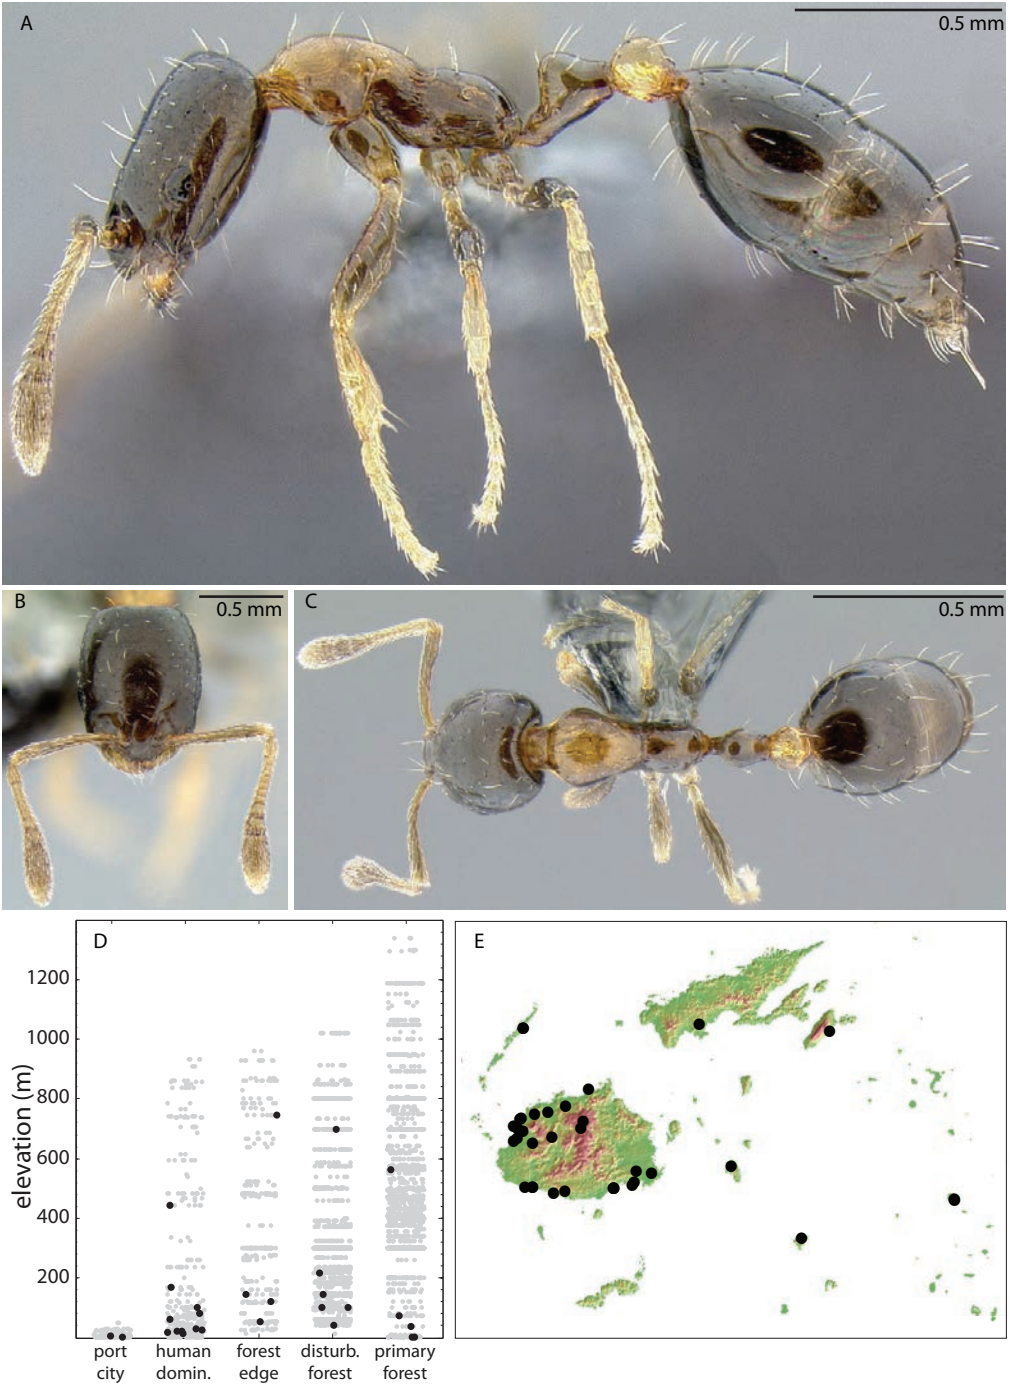 A
0.5 mm
B
0.5 mm
C
0.5 mm
D
E
elevation (m)
1200
1000
800
600
400
200
port
city
human
domin.
forest
edge
disturb.
forest
primary
forest